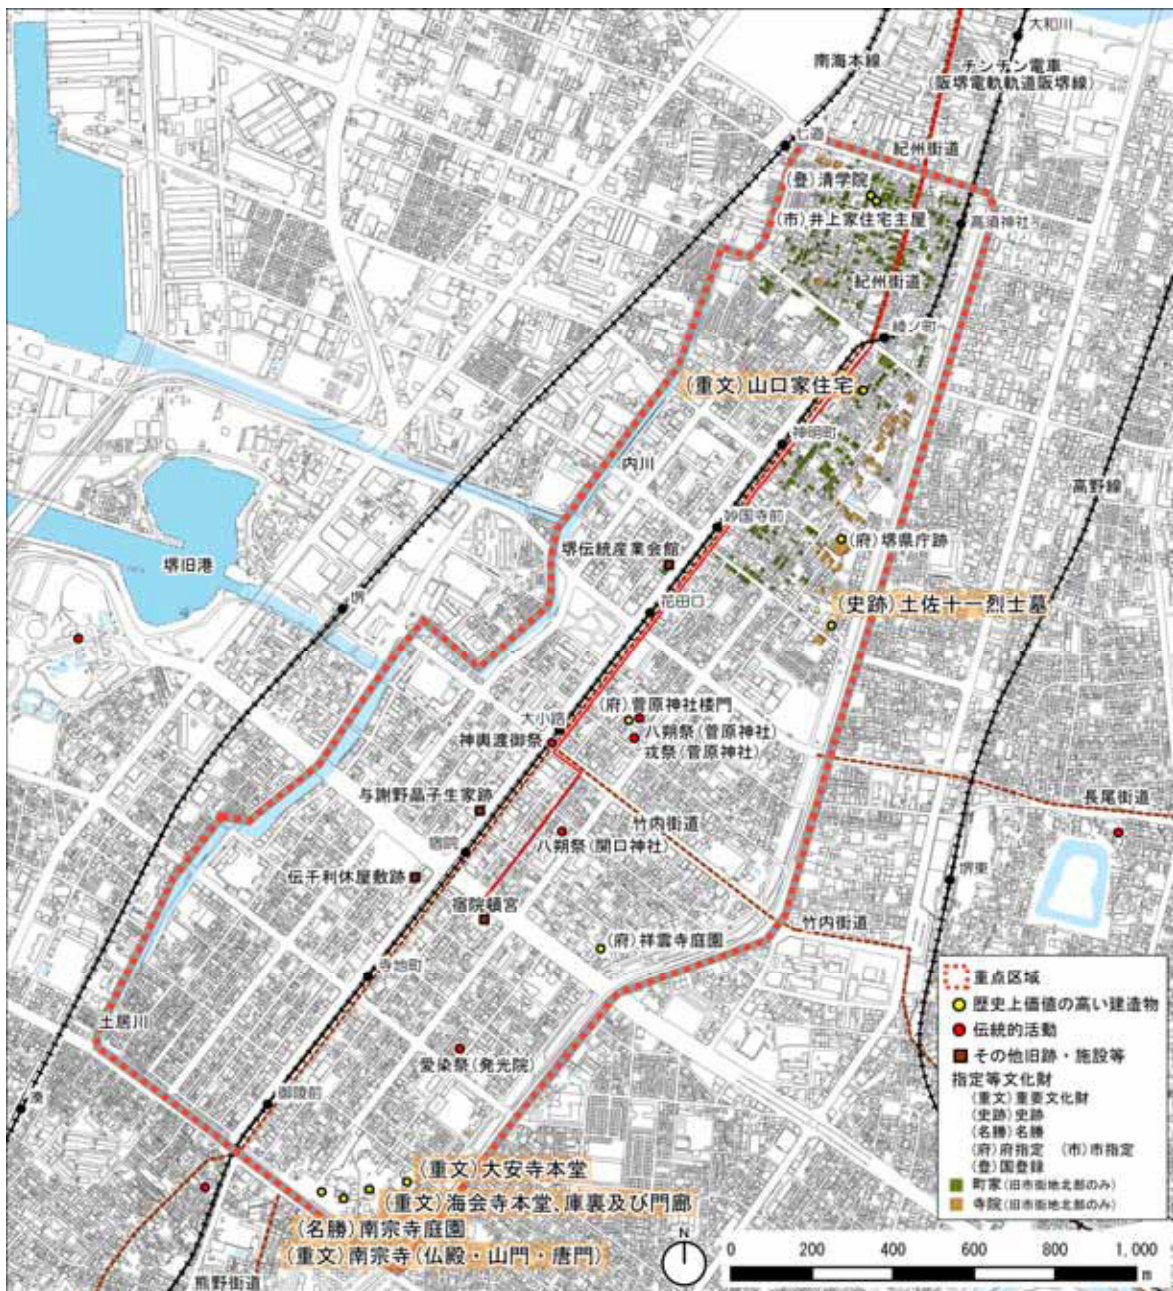 大和川
南海本線
チンチン電車
(阪堺電軌軌道阪堺線)
七道
紀州街道
(登)清学院
(市)井上家住宅主屋
高須神社
紀州街道
綾ノ町
(重文)山口家住宅
神明町
内川
高野線
妙国寺前
(府)堺県庁跡
堺伝統産業会館
堺旧港
堺
花田口
(史跡)土佐十一烈士墓
(府)菅原神社楼門
大小路
八朔祭(菅原神社)
神輿渡御祭
戎祭(菅原神社)
与謝野晶子生家跡
長尾街道
竹内街道
八朔祭(開口神社)
宿院
伝千利休屋敷跡
堺東
宿院頓宮
竹内街道
(府)祥雲寺庭園
寺地町
土居川
愛染祭(発光院)
御陵前
湊
(重文)大安寺本堂
(重文)海会寺本堂、庫裏及び門廊
(名勝)南宗寺庭園
(重文)南宗寺(仏殿・山門・唐門)
熊野街道
重点区域
歴史上価値の高い建造物
伝統的活動
その他旧跡・施設等
指定等文化財
(重文)重要文化財
(史跡)史跡
(名勝)名勝
(府)府指定 (市)市指定
(登)国登録
町家(旧市街地北部のみ)
寺院(旧市街地北部のみ)
N
0 200 400 600 800 1,000
m